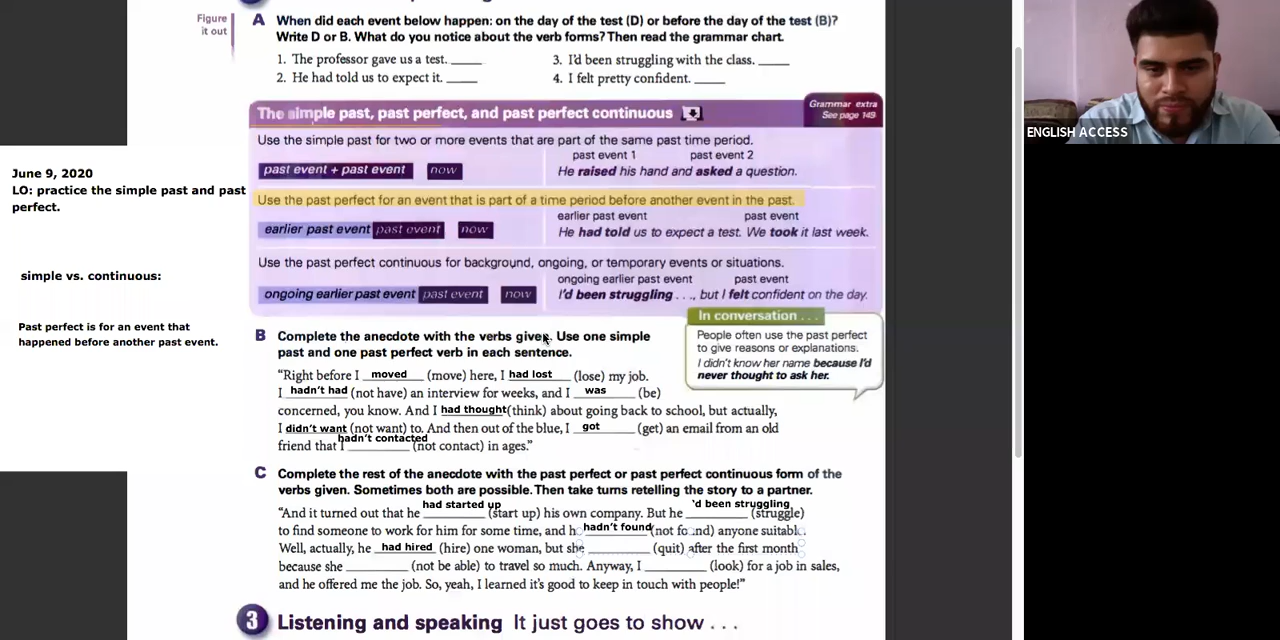 Figure
it out
A When did each event below happen: on the day of the test (D) or before the day of the test (B)?
Write D or B. What do you notice about the verb forms? Then read the grammar chart.
1. The professor gave us a test. ____
2. He had told us to expect it. ____
3. I'd been struggling with the class. ____
4. I felt pretty confident. ____
The simple past, past perfect, and past perfect continuous
Grammar extra
See page 149
Use the simple past for two or more events that are part of the same past time period.
past event 1 past event 2
past event + past event now
He raised his hand and asked a question.
Use the past perfect for an event that is part of a time period before another event in the past.
earlier past event past event
earlier past event past event now
He had told us to expect a test. We took it last week.
Use the past perfect continuous for background, ongoing, or temporary events or situations.
ongoing earlier past event past event
ongoing earlier past event past event now
I'd been struggling . . ., but I felt confident on the day.
June 9, 2020
LO: practice the simple past and past
perfect.
simple vs. continuous:
Past perfect is for an event that
happened before another past event.
B Complete the anecdote with the verbs given. Use one simple
past and one past perfect verb in each sentence.
"Right before I moved (move) here, I had lost (lose) my job.
I hadn't had (not have) an interview for weeks, and I was (be)
concerned, you know. And I had thought (think) about going back to school, but actually,
I didn't want (not want) to. And then out of the blue, I got (get) an email from an old
friend that I hadn't contacted (not contact) in ages."
In conversation . . .
People often use the past perfect
to give reasons or explanations.
I didn't know her name because I'd
never thought to ask her.
C Complete the rest of the anecdote with the past perfect or past perfect continuous form of the
verbs given. Sometimes both are possible. Then take turns retelling the story to a partner.
"And it turned out that he had started up (start up) his own company. But he 'd been struggling (struggle)
to find someone to work for him for some time, and he hadn't found (not found) anyone suitable.
Well, actually, he had hired (hire) one woman, but she ________ (quit) after the first month
because she ________ (not be able) to travel so much. Anyway, I ________ (look) for a job in sales,
and he offered me the job. So, yeah, I learned it's good to keep in touch with people!"
3 Listening and speaking It just goes to show . . .
ENGLISH ACCESS